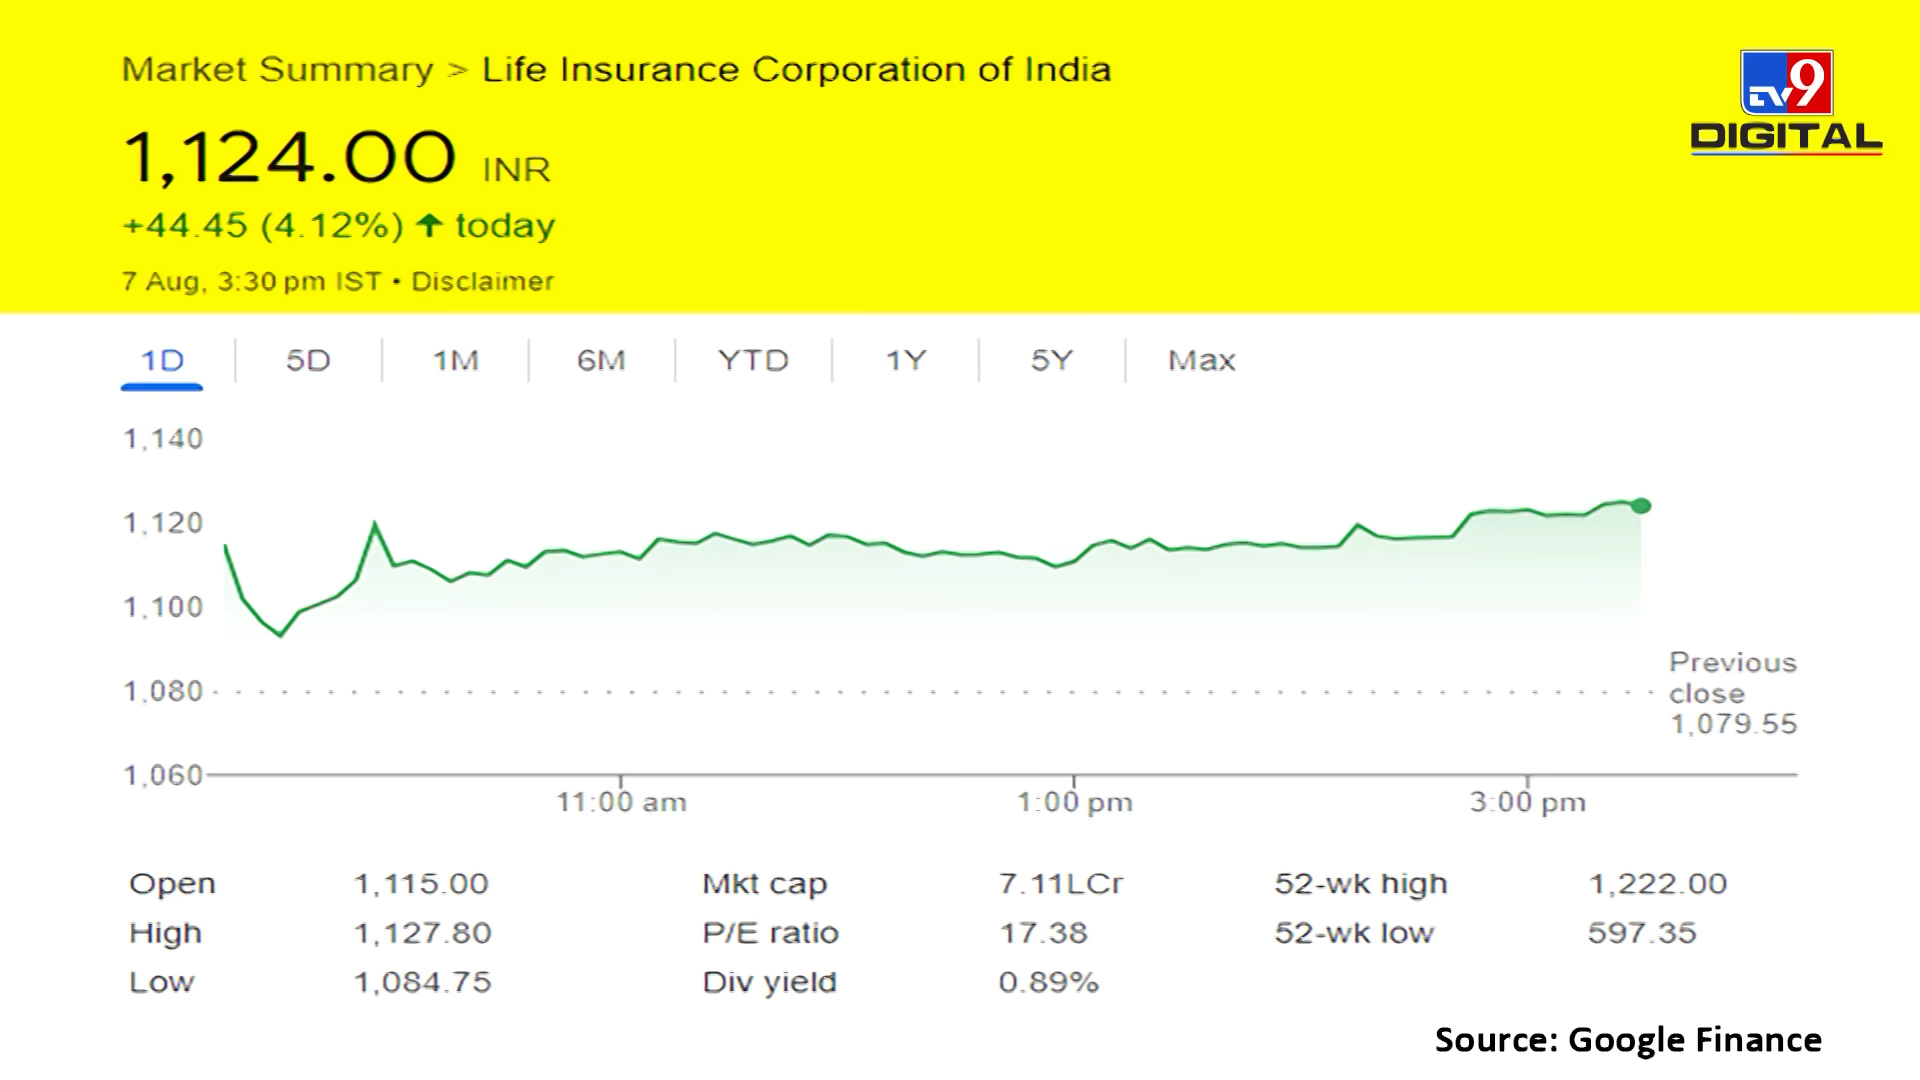 Market Summary > Life Insurance Corporation of India
TV9
DIGITAL
1,124.00 INR
+44.45 (4.12%) ↑ today
7 Aug, 3:30 pm IST • Disclaimer
1D 5D 1M 6M YTD 1Y 5Y Max
1,140
1,120
1,100
1,080
1,060
Previous
close
1,079.55
11:00 am 1:00 pm 3:00 pm
Open 1,115.00 Mkt cap 7.11LCr 52-wk high 1,222.00
High 1,127.80 P/E ratio 17.38 52-wk low 597.35
Low 1,084.75 Div yield 0.89%
Source: Google Finance